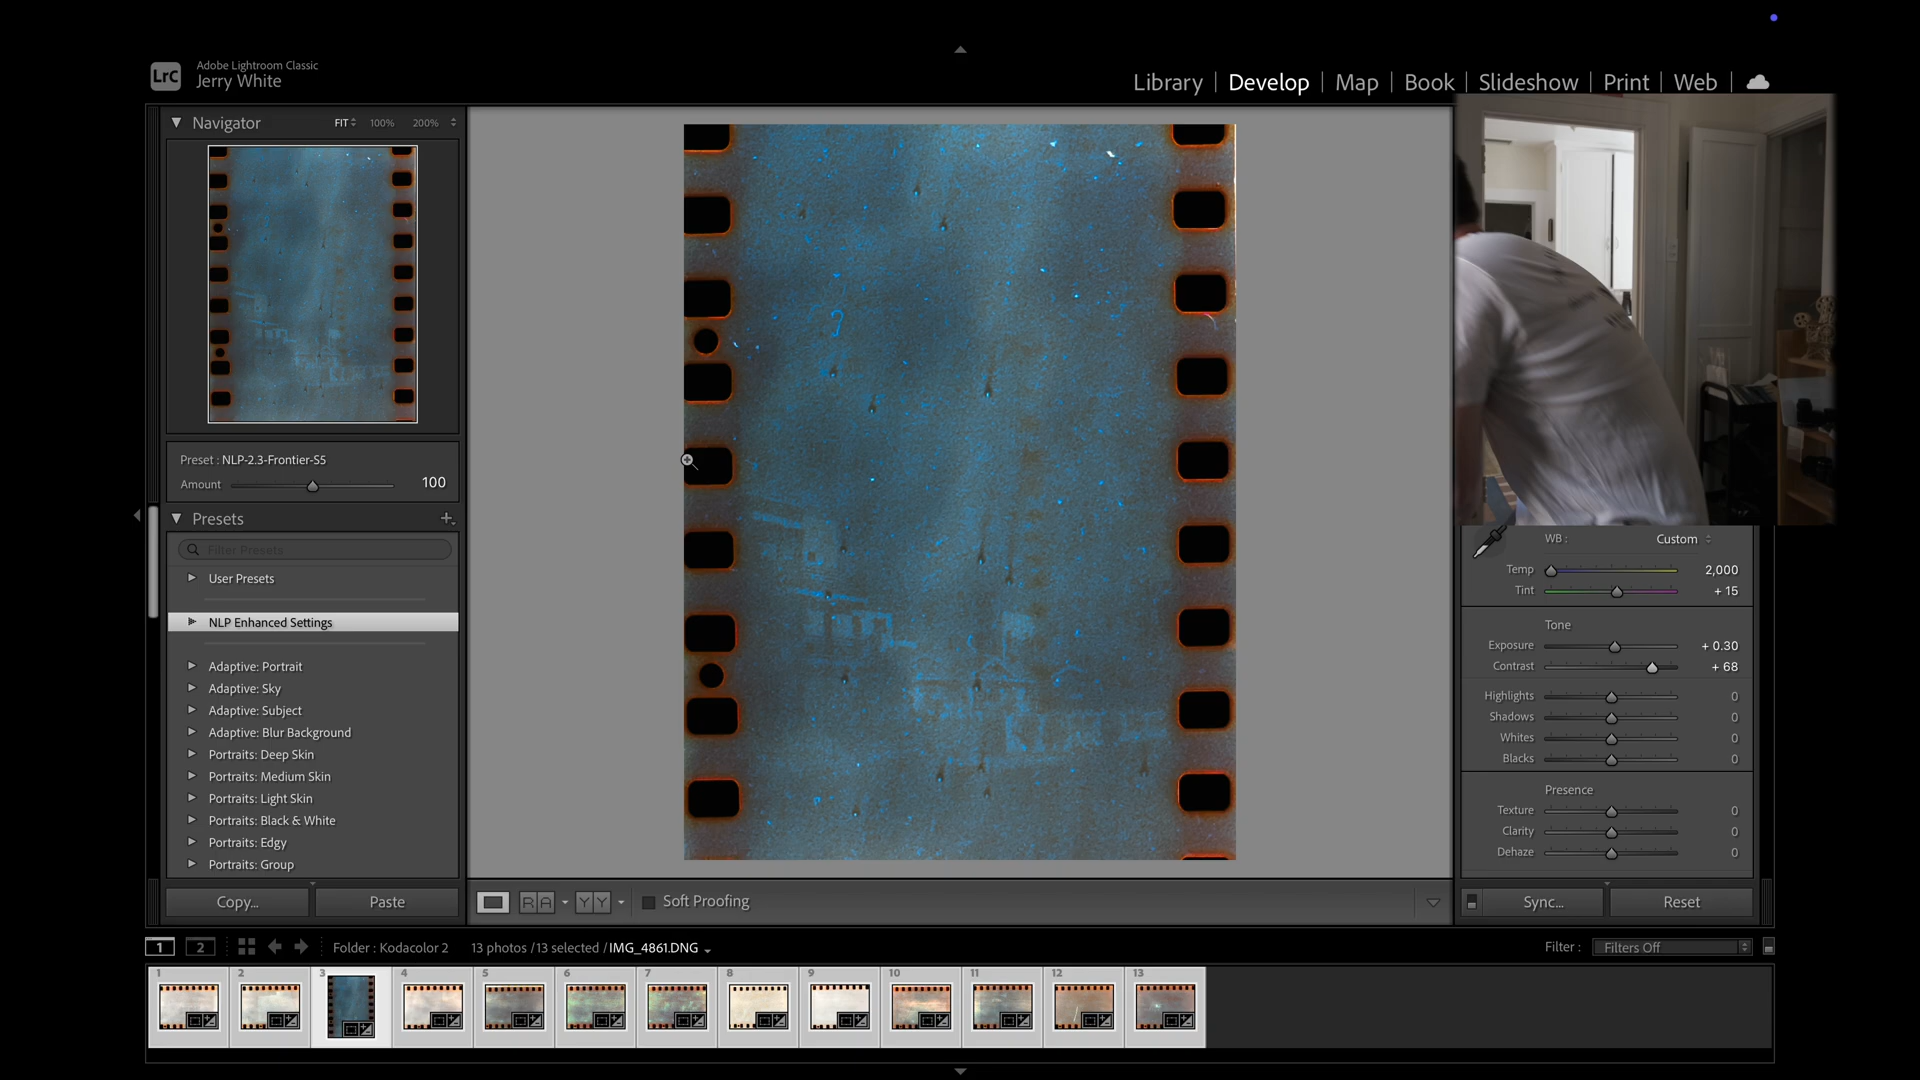 LrC
Adobe Lightroom Classic
Jerry White
Library | Develop | Map | Book | Slideshow | Print | Web
Navigator FIT 100% 200%
Preset : NLP-2.3-Frontier-S5
Amount 100
Presets +
Filter Presets
User Presets
NLP Enhanced Settings
Adaptive: Portrait
Adaptive: Sky
Adaptive: Subject
Adaptive: Blur Background
Portraits: Deep Skin
Portraits: Medium Skin
Portraits: Light Skin
Portraits: Black & White
Portraits: Edgy
Portraits: Group
Copy... Paste
R A Y Y Soft Proofing
WB : Custom
Temp 2,000
Tint + 15
Tone
Exposure + 0.30
Contrast + 68
Highlights 0
Shadows 0
Whites 0
Blacks 0
Presence
Texture 0
Clarity 0
Dehaze 0
Sync... Reset
1 2 Folder : Kodacolor 2 13 photos / 13 selected / IMG_4861.DNG Filter : Filters Off
1 2 3 4 5 6 7 8 9 10 11 12 13